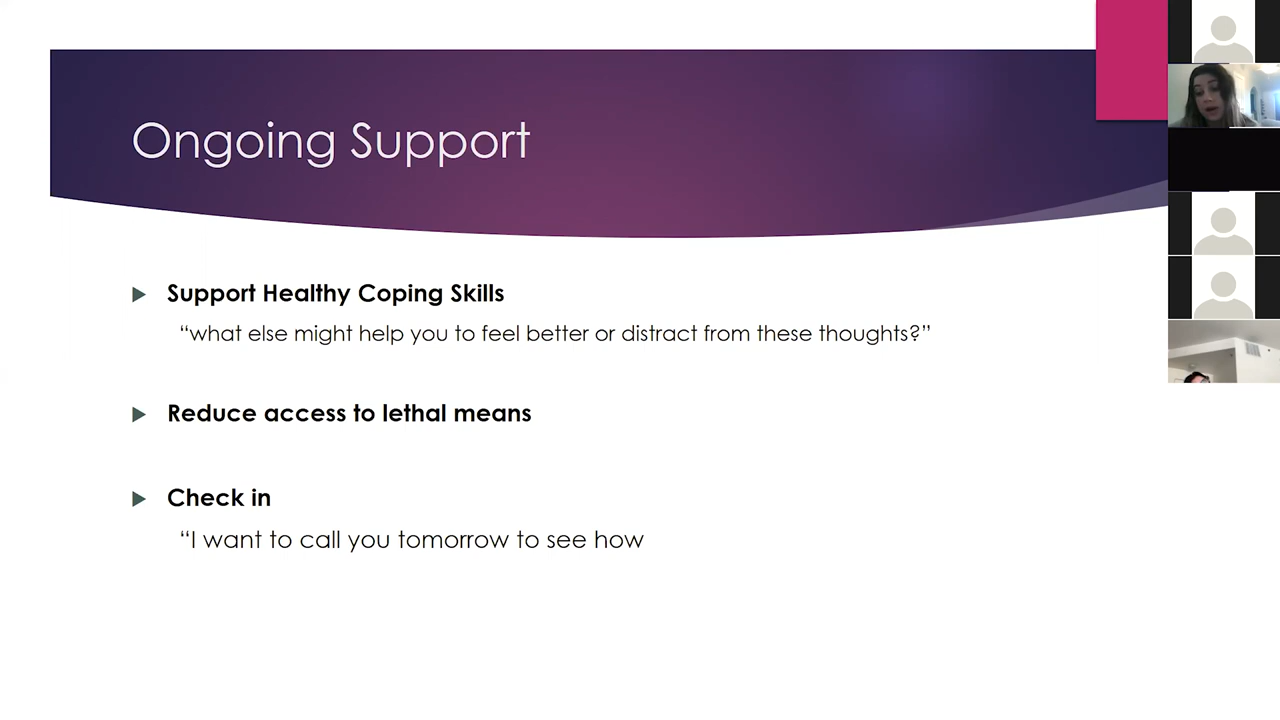 Ongoing Support
Support Healthy Coping Skills
“what else might help you to feel better or distract from these thoughts?”
Reduce access to lethal means
Check in
“I want to call you tomorrow to see how